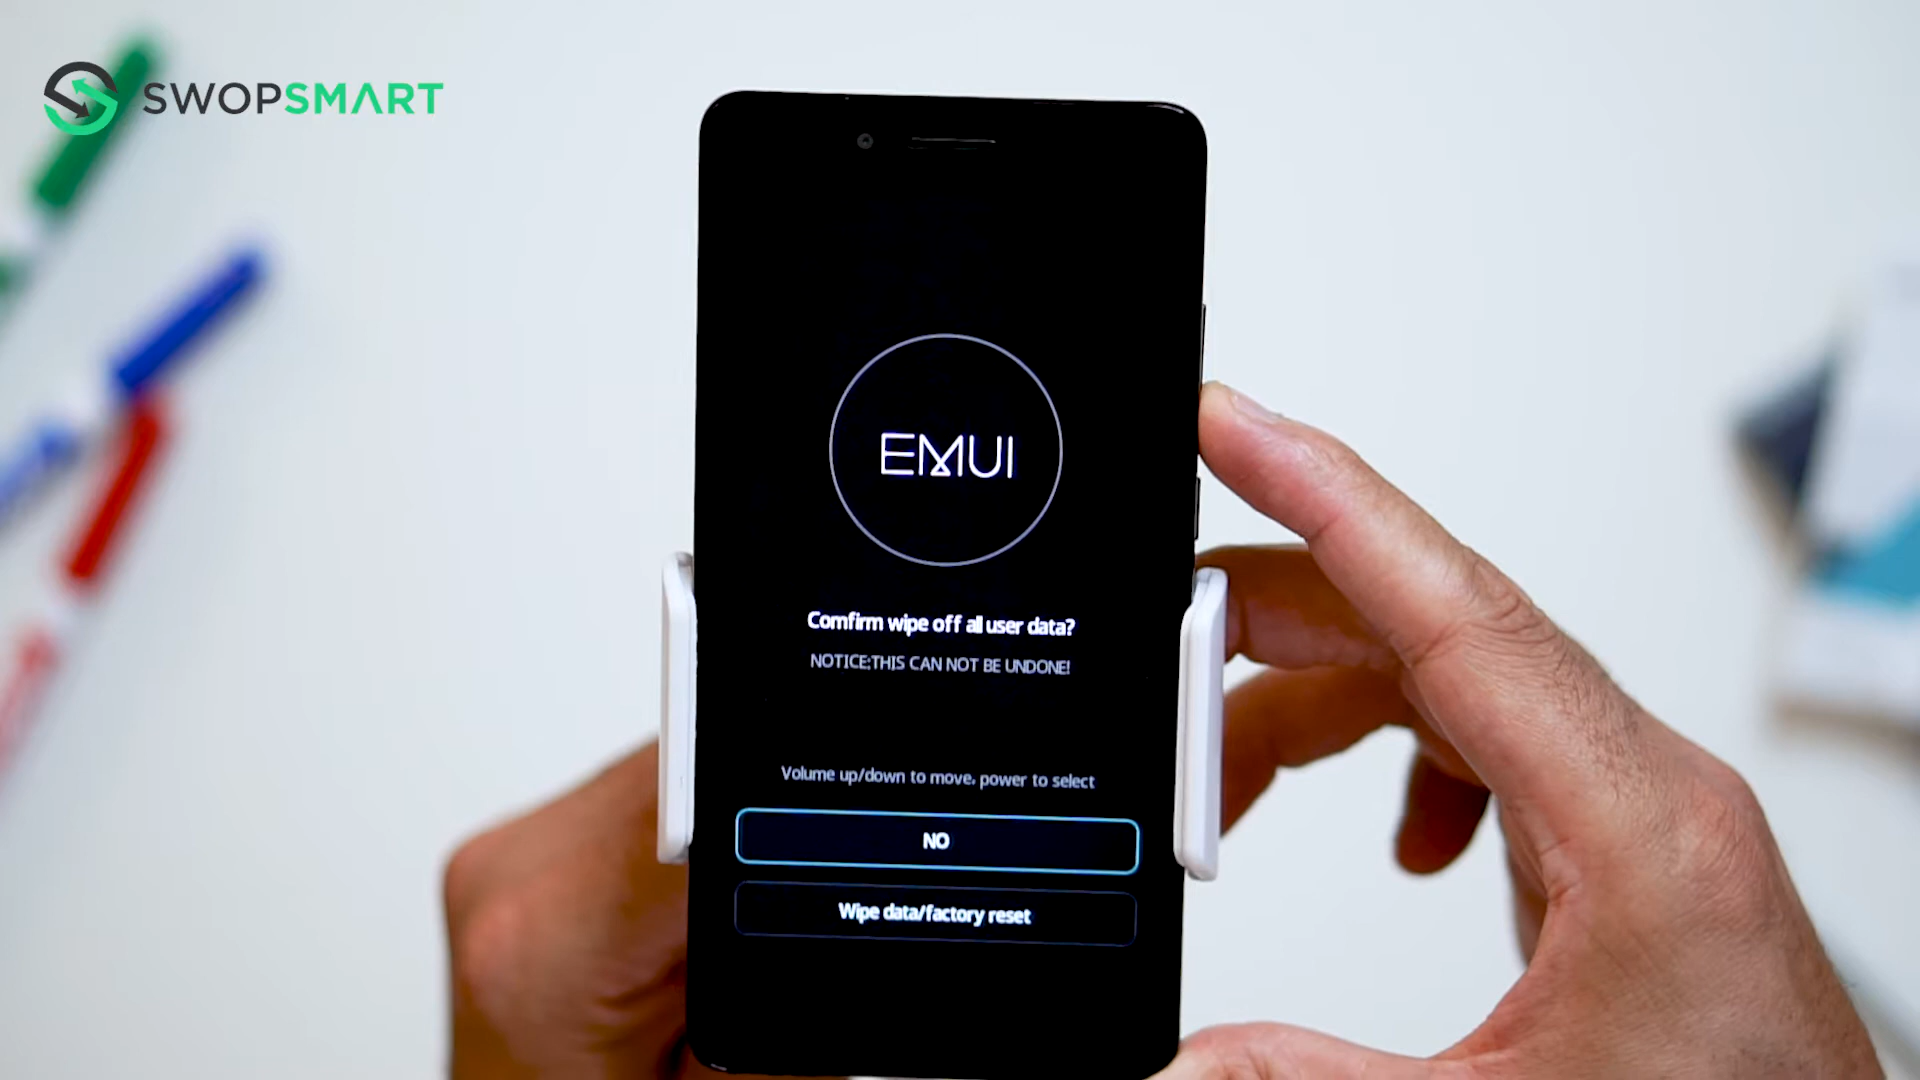 SWOPSMART
EMUI
Comfirm wipe off all user data?
NOTICE:THIS CAN NOT BE UNDONE!
Volume up/down to move, power to select
NO
Wipe data/factory reset